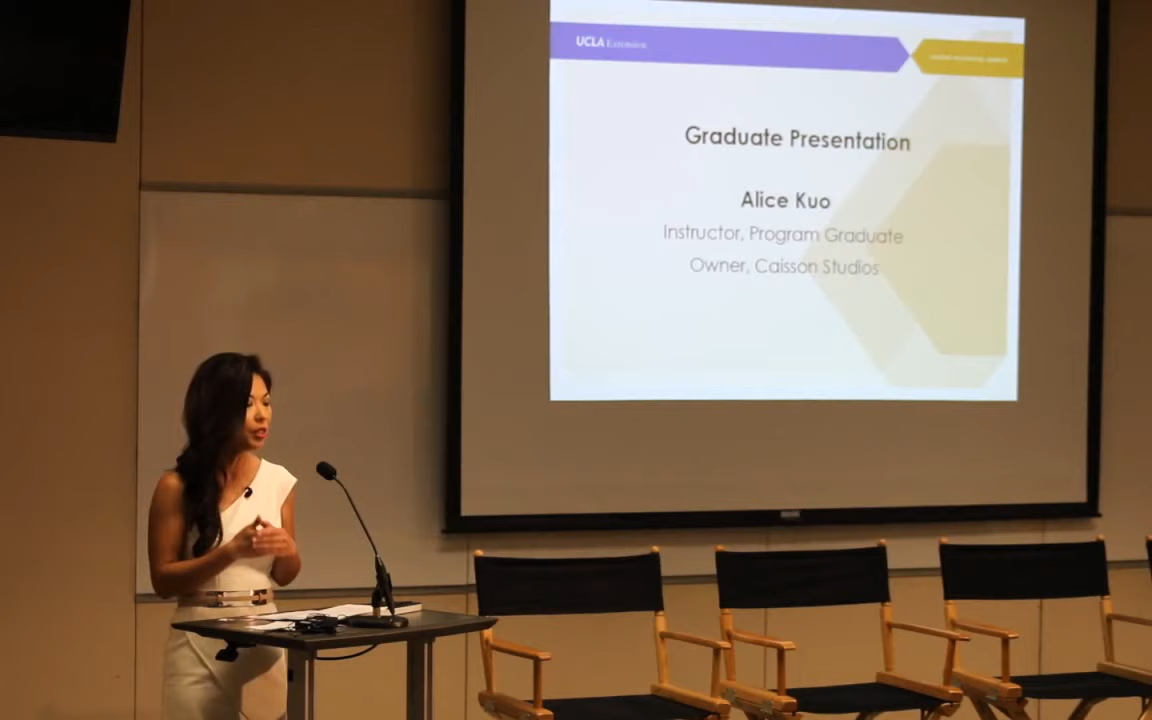 UCLA Extension
Graduate Presentation
Alice Kuo
Instructor, Program Graduate
Owner, Caisson Studios